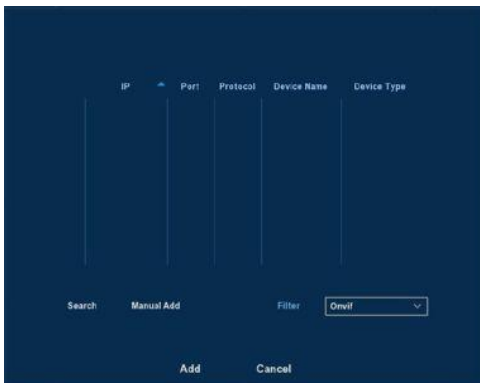 IP Port Protocol Device Name Device Type
Search Manual Add Filter Onvif
Add Cancel